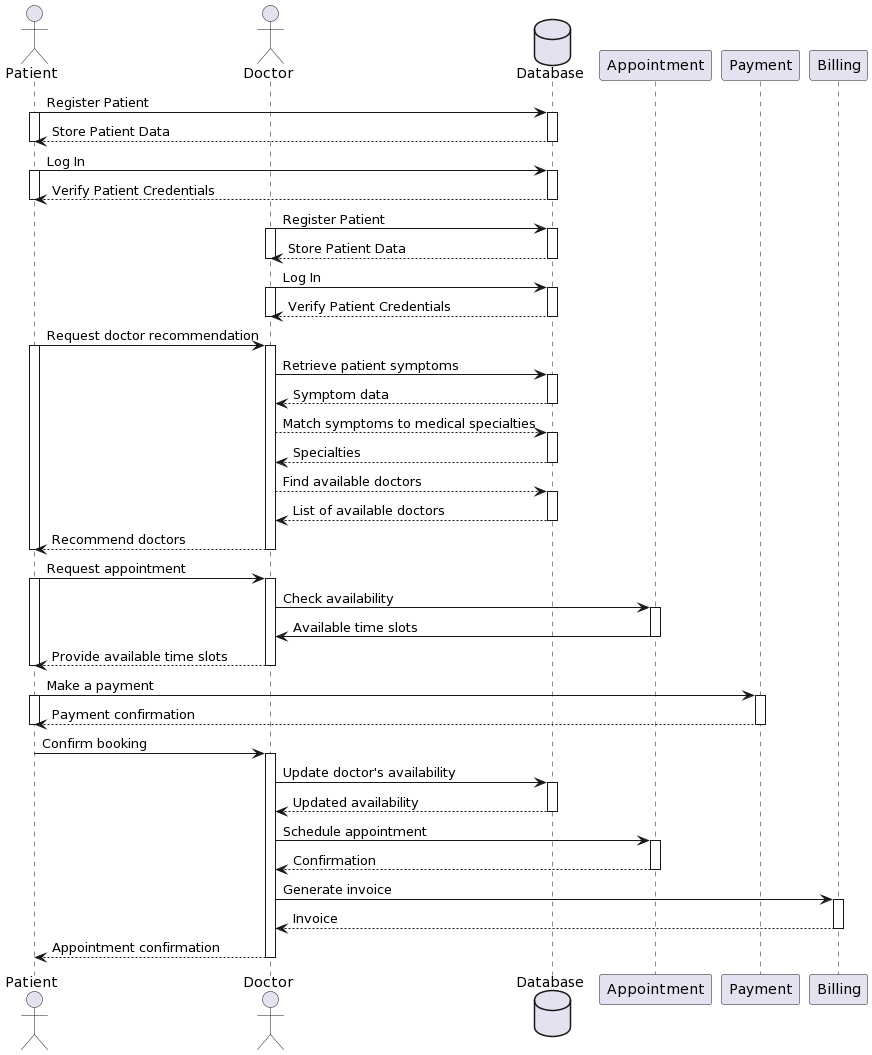 Patient
Doctor
Database
Appointment
Payment
Billing
Register Patient
Store Patient Data
Log In
Verify Patient Credentials
Register Patient
Store Patient Data
Log In
Verify Patient Credentials
Request doctor recommendation
Retrieve patient symptoms
Symptom data
Match symptoms to medical specialties
Specialties
Find available doctors
List of available doctors
Recommend doctors
Request appointment
Check availability
Available time slots
Provide available time slots
Make a payment
Payment confirmation
Confirm booking
Update doctor's availability
Updated availability
Schedule appointment
Confirmation
Generate invoice
Invoice
Appointment confirmation
Patient
Doctor
Database
Appointment
Payment
Billing